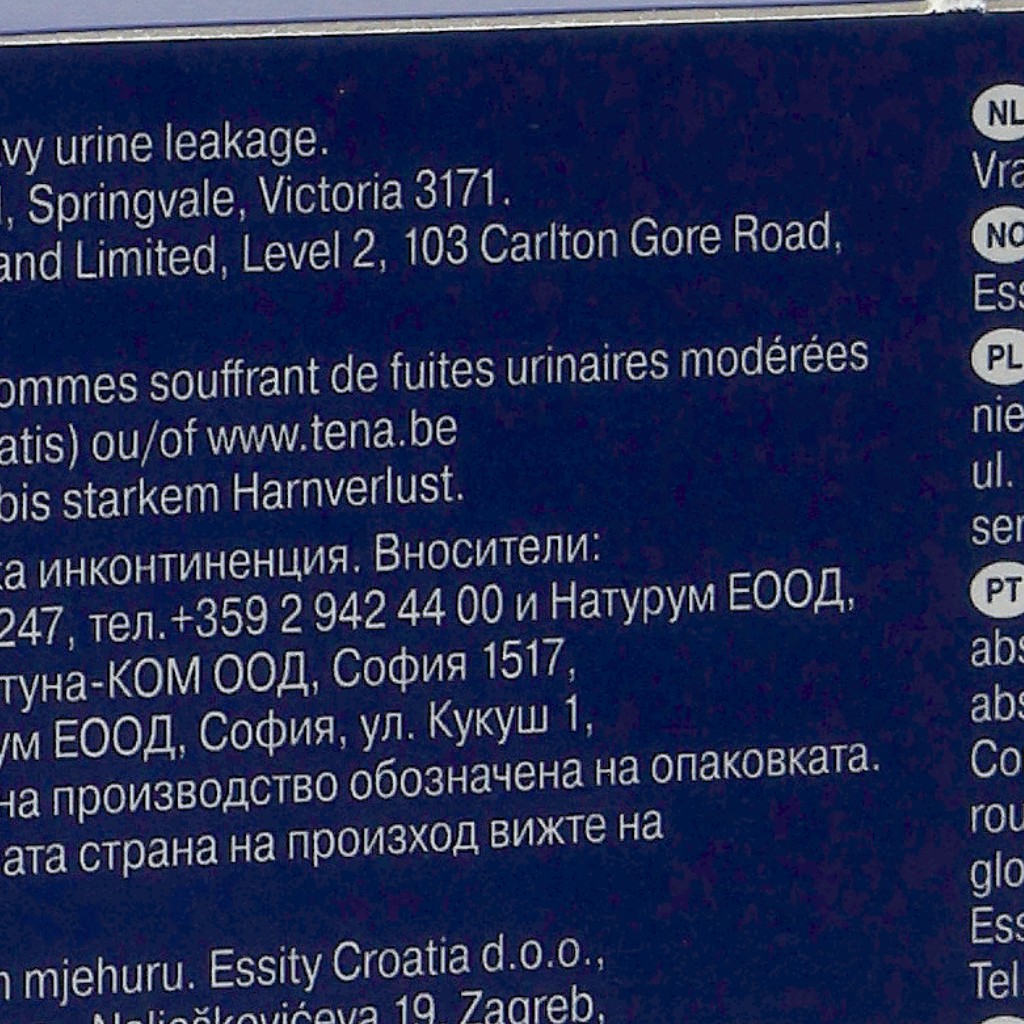 vy urine leakage.
, Springvale, Victoria 3171.
and Limited, Level 2, 103 Carlton Gore Road,
ommes souffrant de fuites urinaires modérées
atis) ou/of www.tena.be
bis starkem Harnverlust.
ка инконтиненция. Вносители:
247, тел.+359 2 942 44 00 и Натурум ЕООД,
туна-КОМ ООД, София 1517,
ум ЕООД, София, ул. Кукуш 1,
на производство обозначена на опаковката.
ата страна на произход вижте на
mjehuru. Essity Croatia d.o.o.,
Nalješkovićeva 19, Zagreb,
NL
Vra
NO
Ess
PL
nie
ul.
ser
PT
abs
abs
Co
rou
glo
Ess
Tel